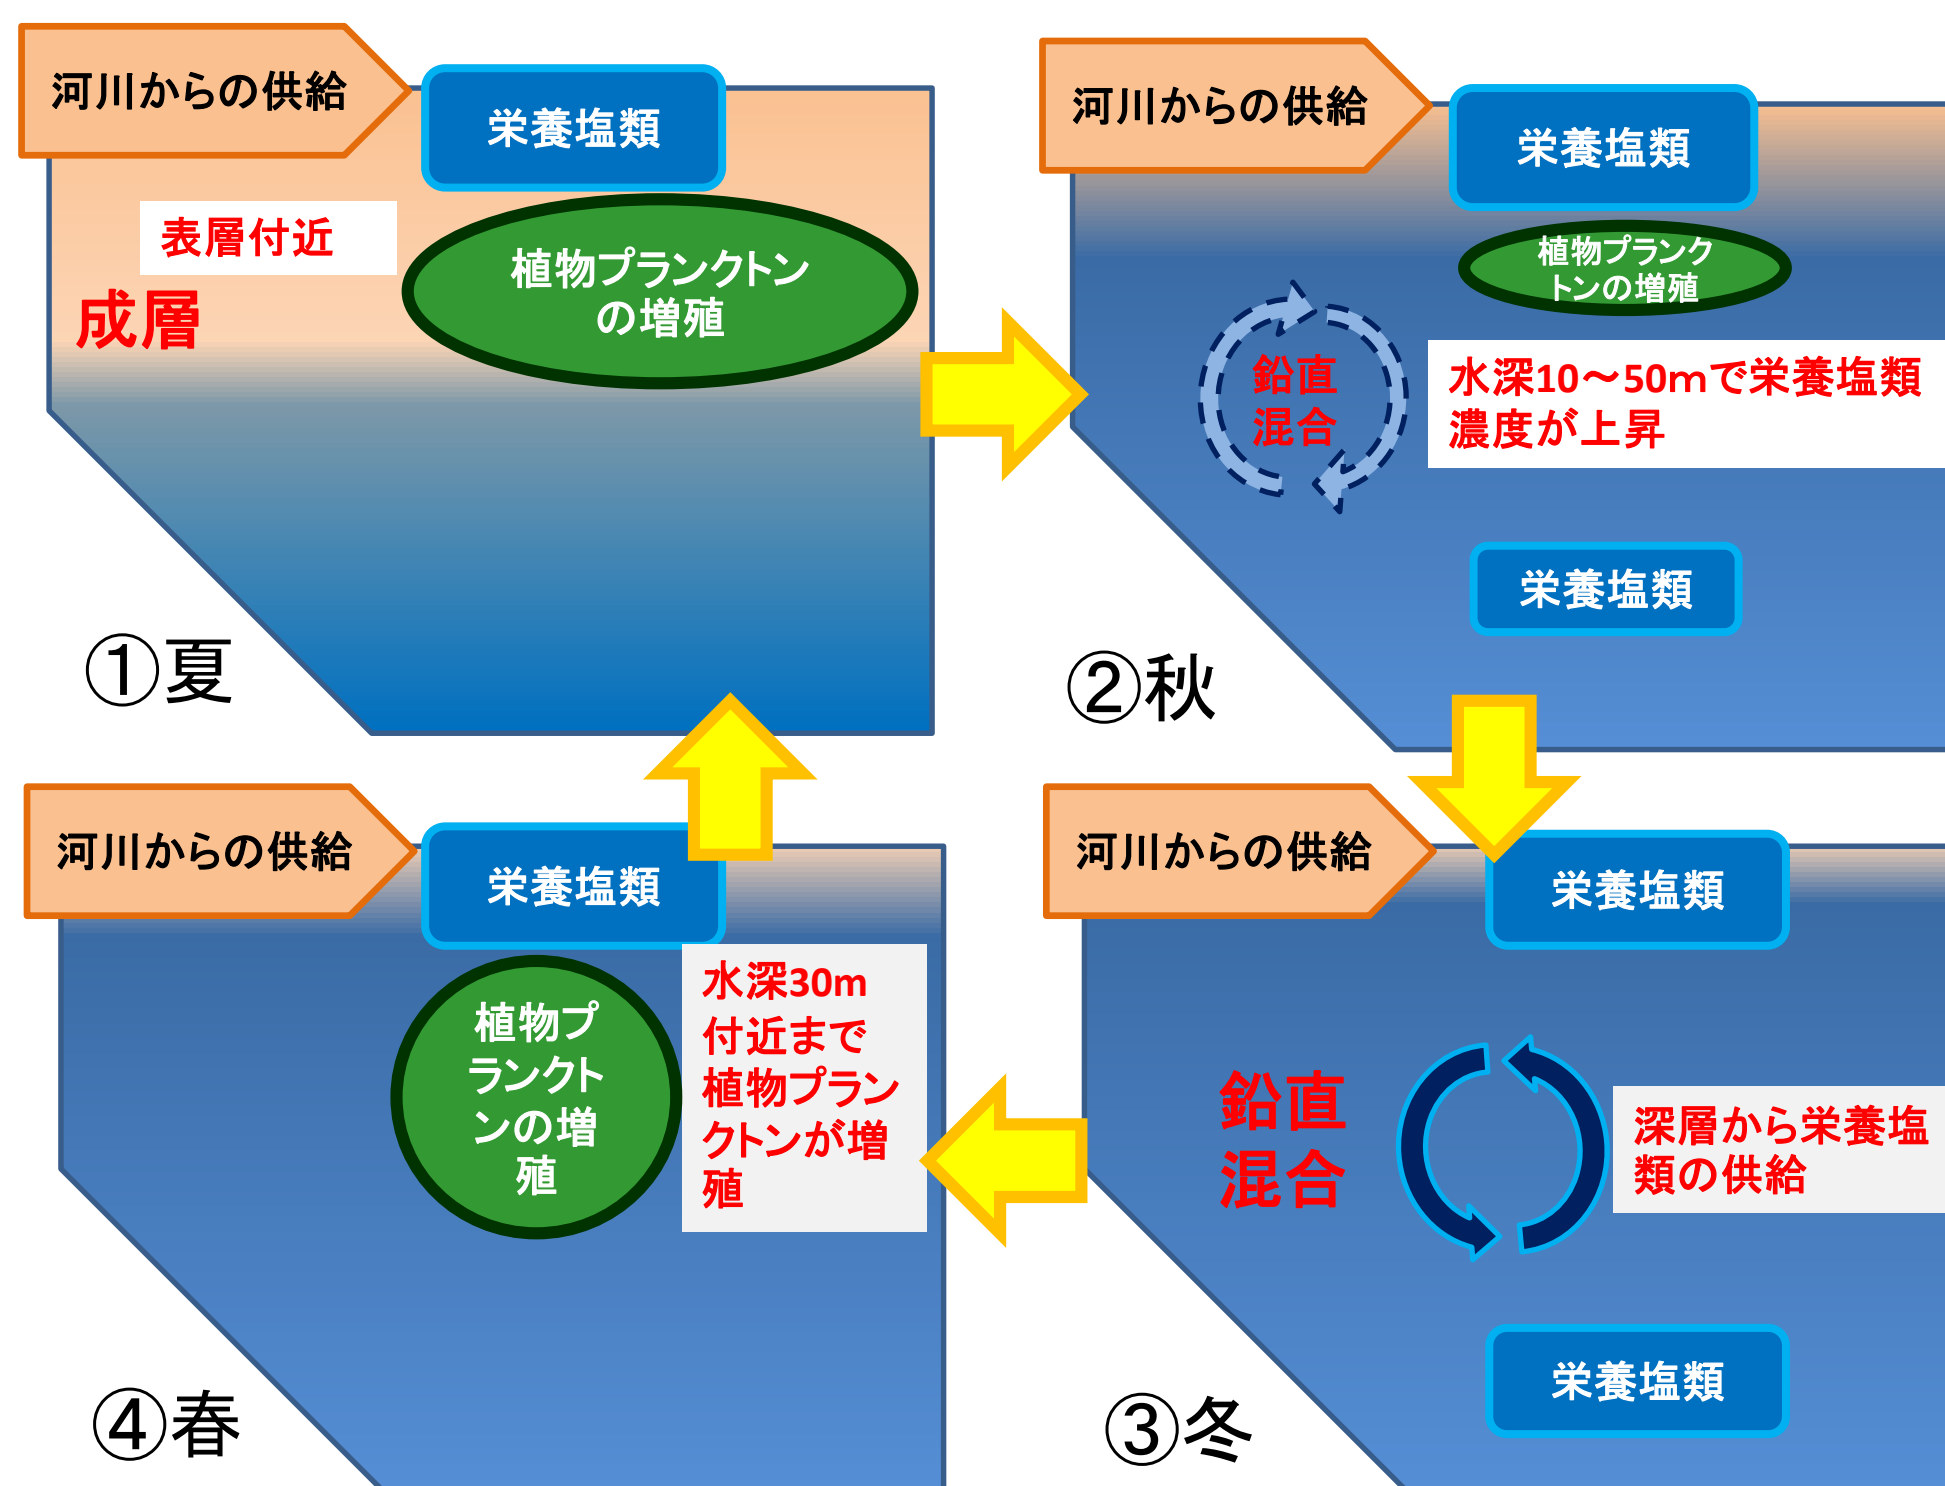 河川からの供給
栄養塩類
表層付近
成層
植物プランクトン
の増殖
①夏
河川からの供給
栄養塩類
植物プランク
トンの増殖
鉛直
混合
水深10～50mで栄養塩類
濃度が上昇
栄養塩類
②秋
河川からの供給
栄養塩類
鉛直
混合
深層から栄養塩
類の供給
栄養塩類
③冬
河川からの供給
栄養塩類
植物プ
ランクト
ンの増
殖
水深30m
付近まで
植物プラン
クトンが増
殖
④春